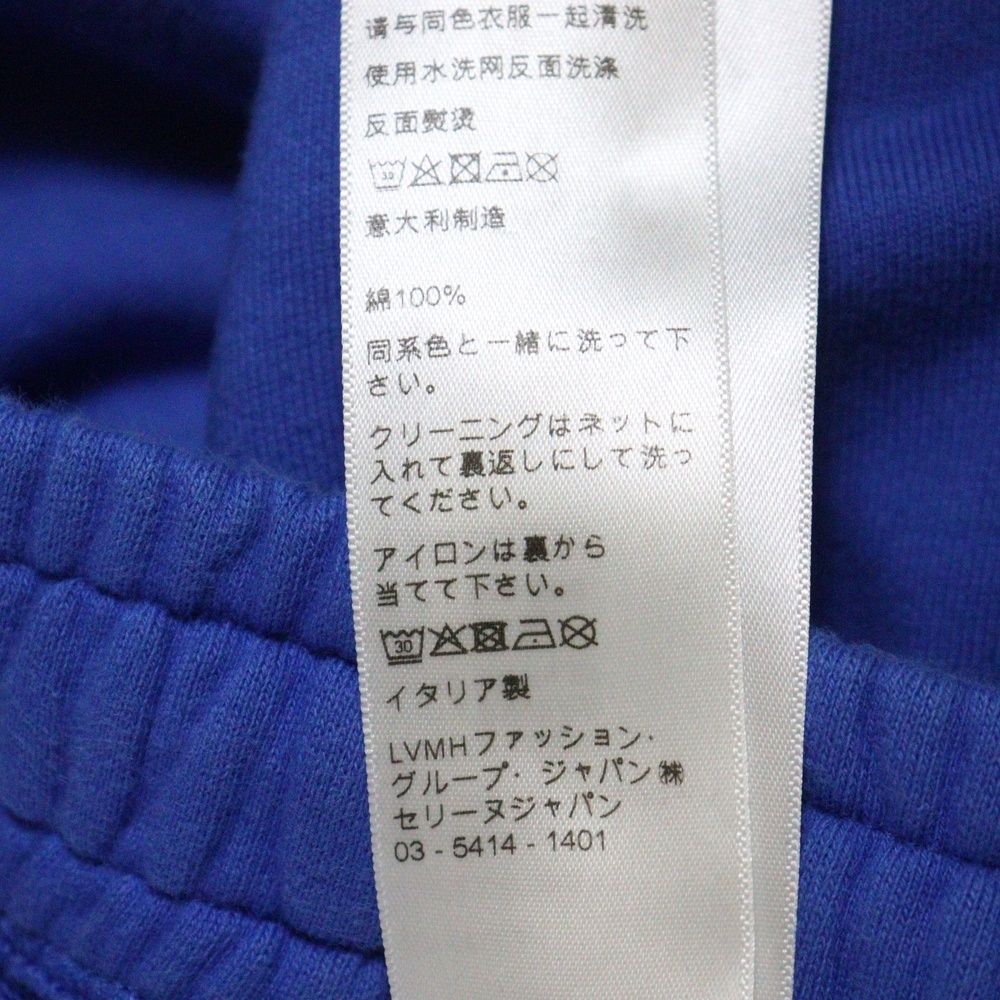 请与同色衣服一起清洗
使用水洗网反面洗涤
反面熨烫
30
意大利制造
綿100%
同系色と一緒に洗って下
さい。
クリーニングはネットに
入れて裏返しにして洗っ
てください。
アイロンは裏から
当てて下さい。
30
イタリア製
LVMHファッション・
グループ・ジャパン㈱
セリーヌジャパン
03 - 5414 - 1401